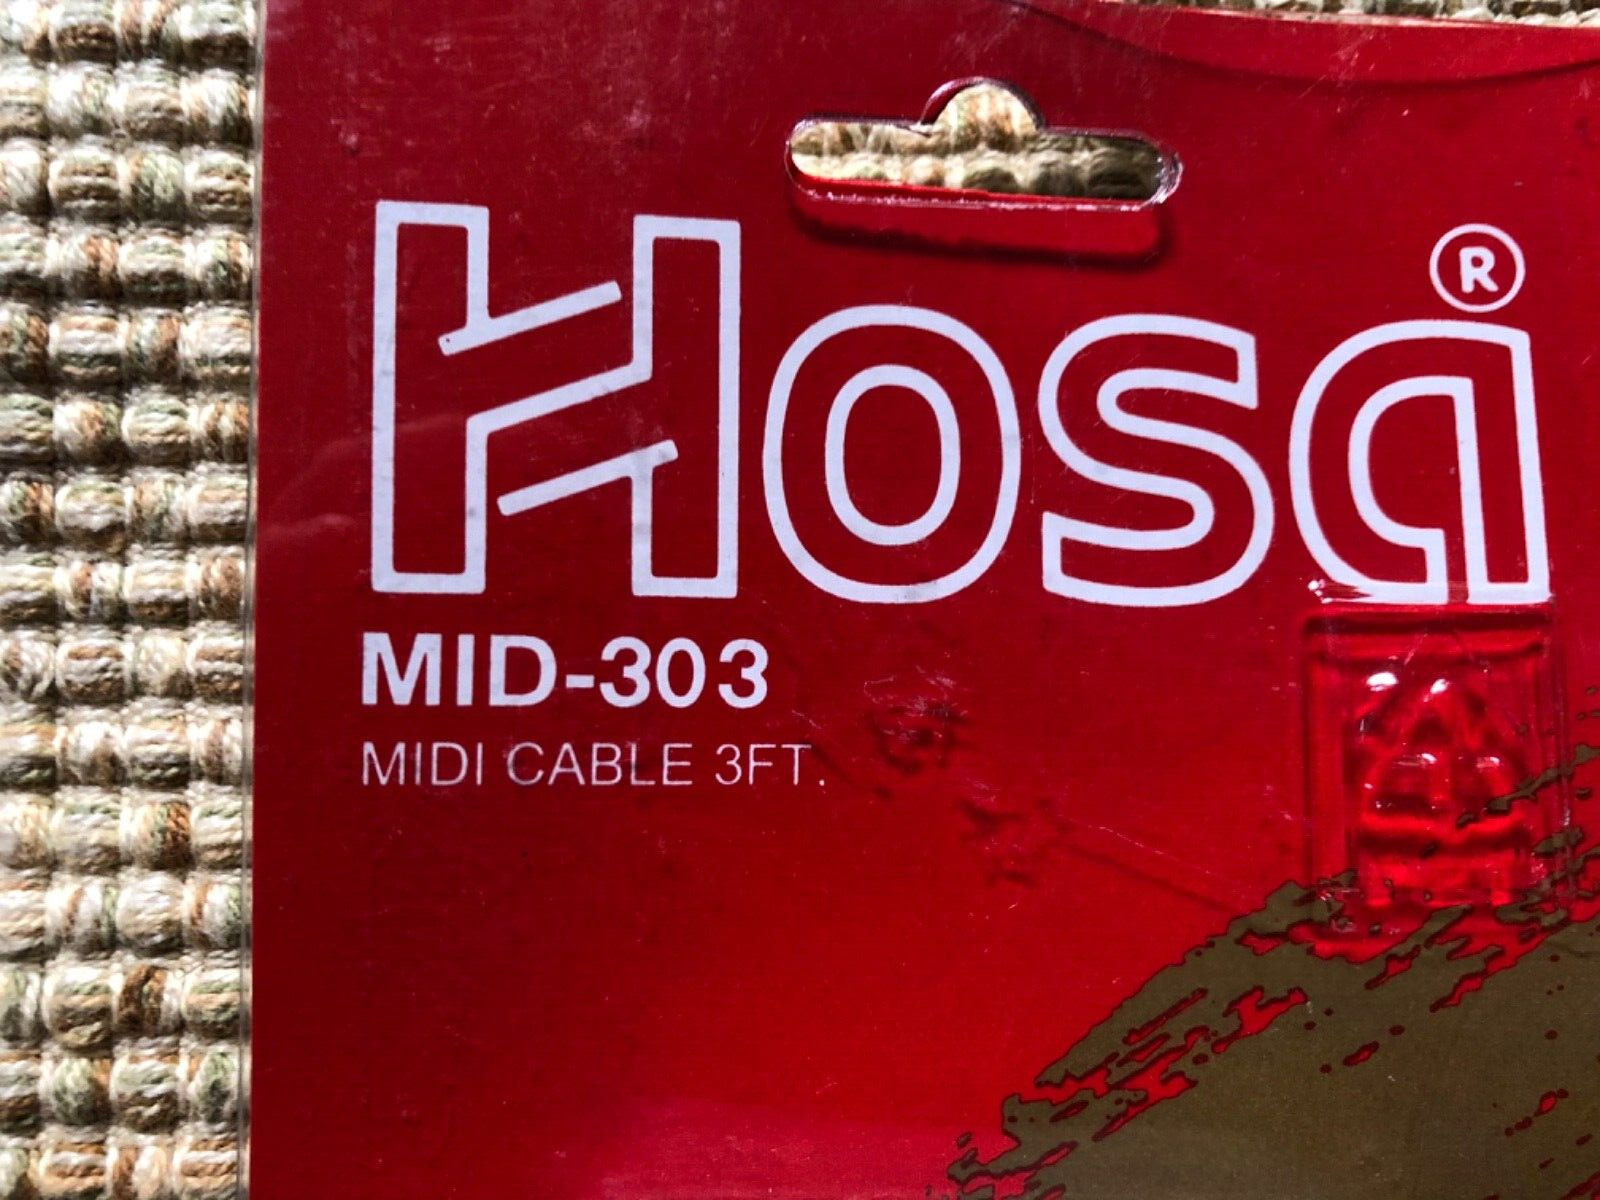 Hosa®
MID-303
MIDI CABLE 3FT.